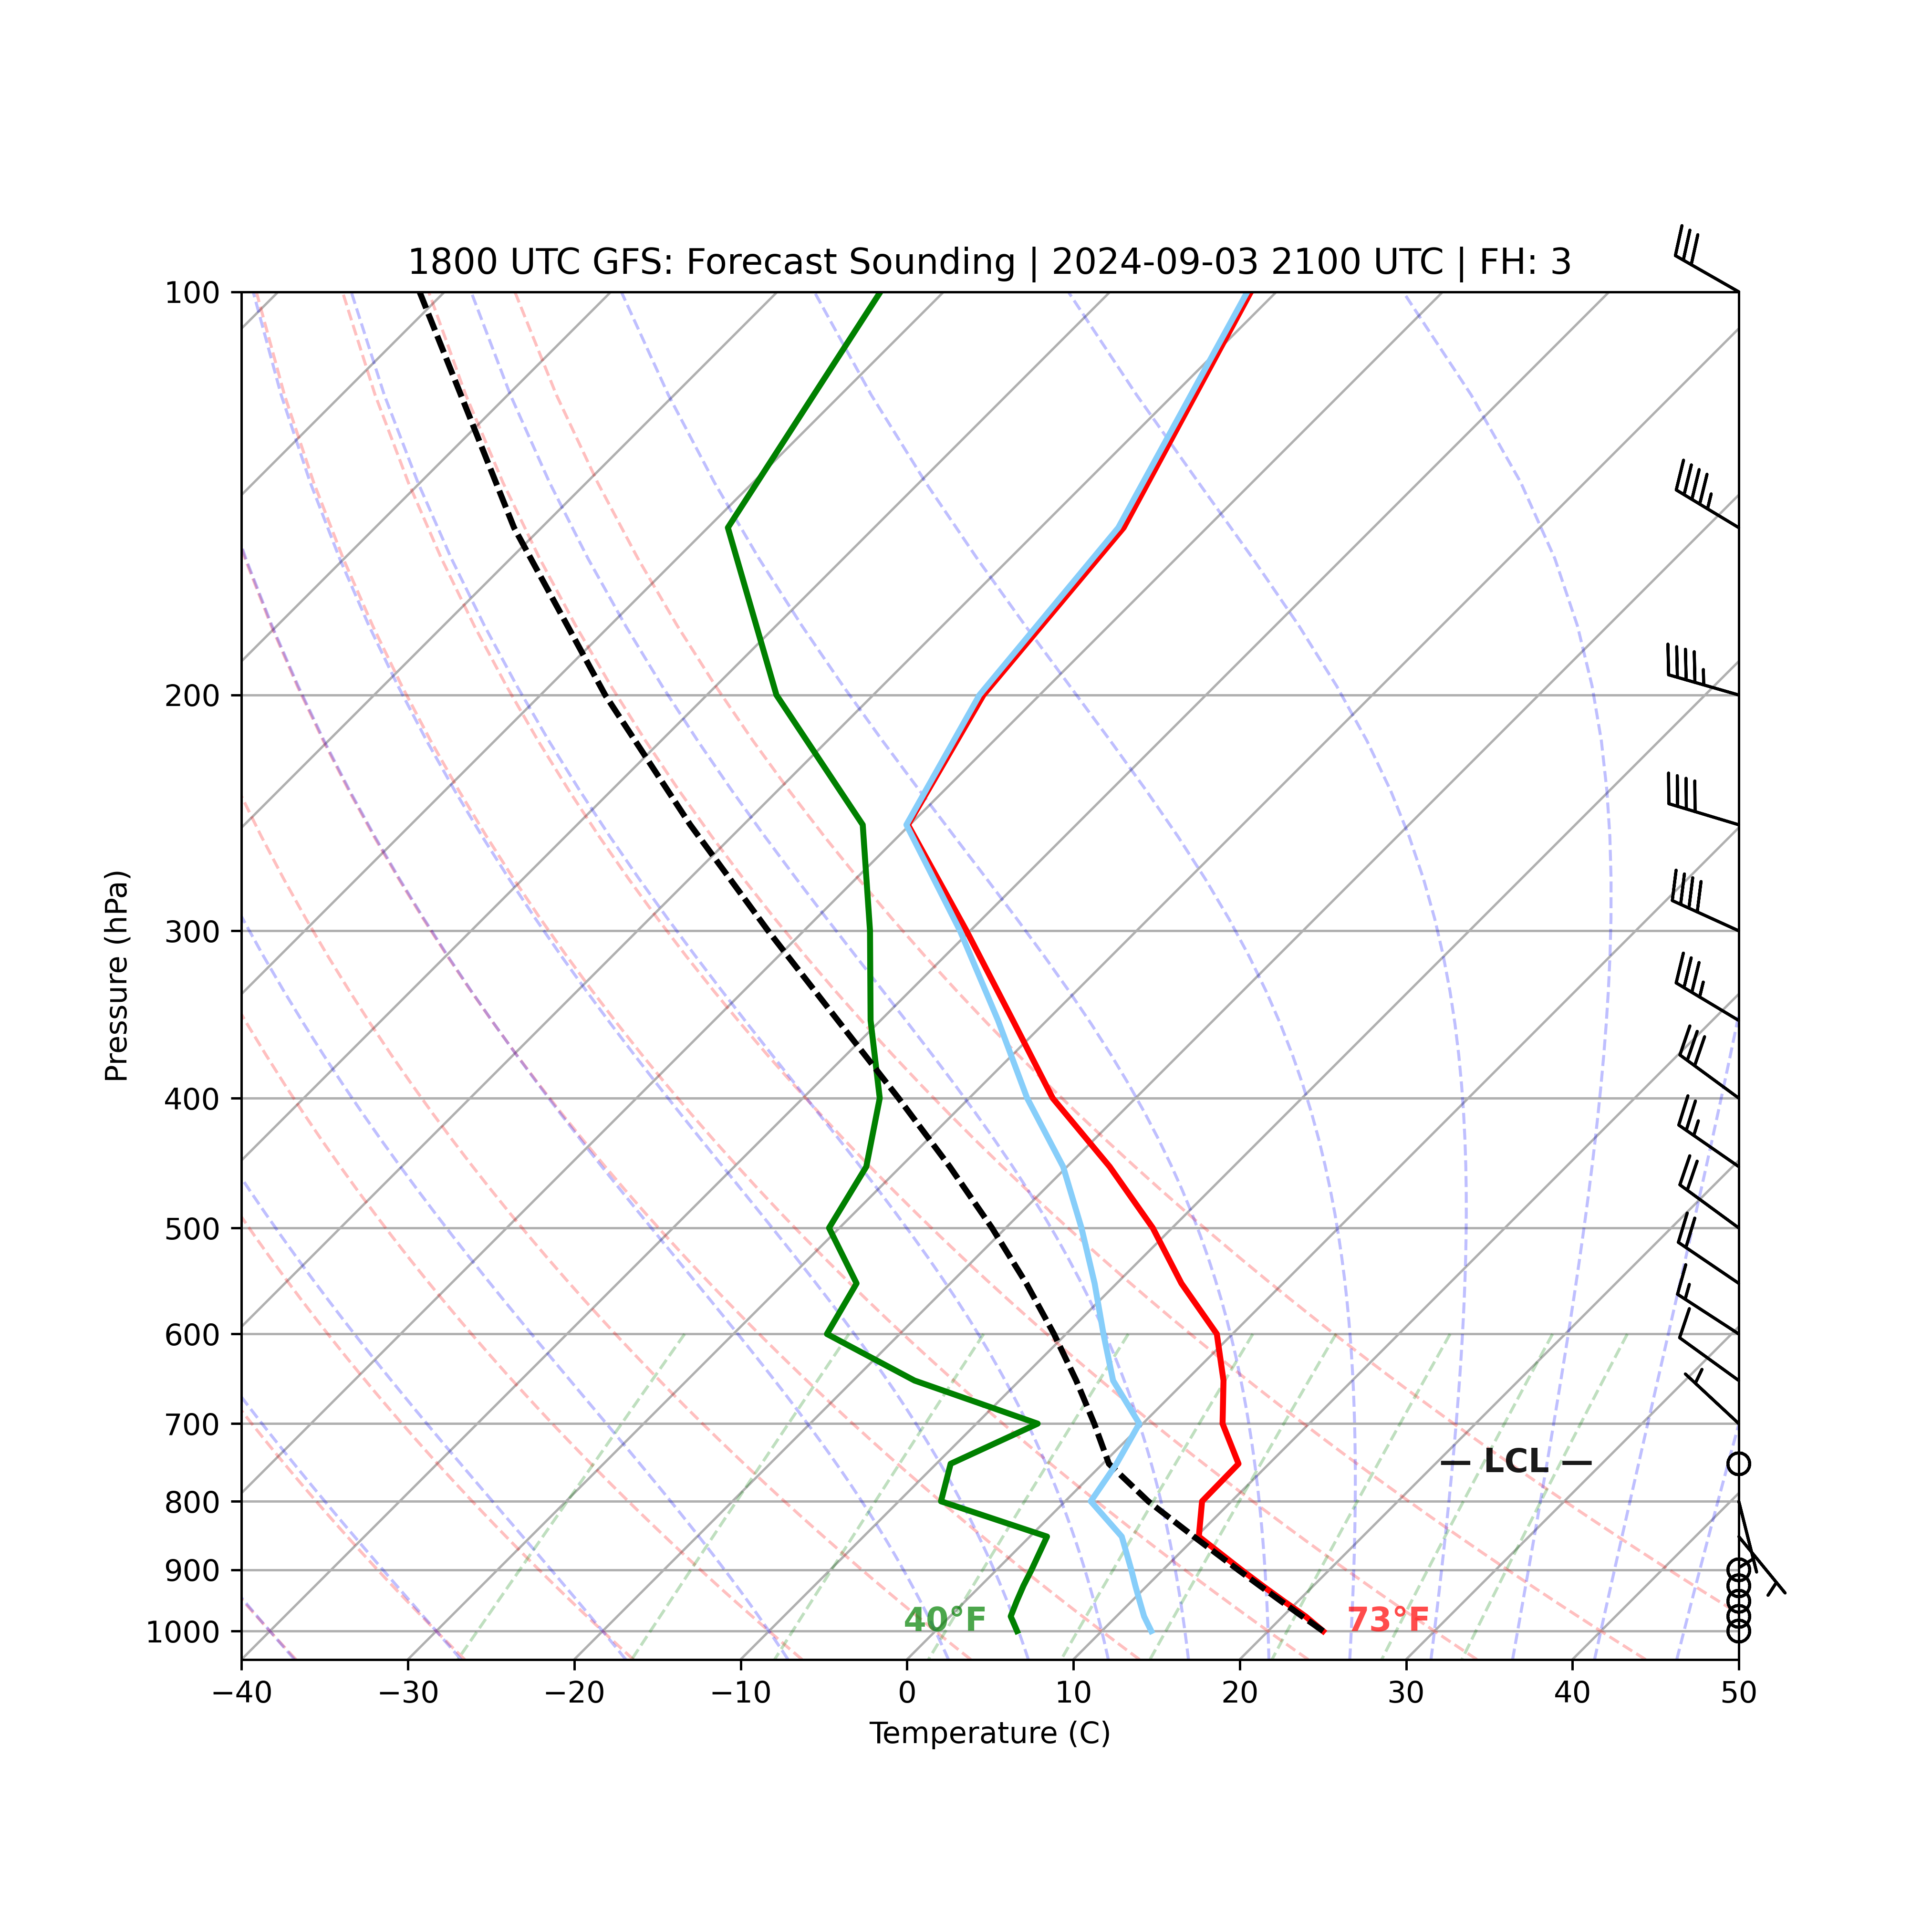 1800 UTC GFS: Forecast Sounding | 2024-09-03 2100 UTC | FH: 3
100
200
300
400
500
600
700
800
900
1000
Pressure (hPa)
— LCL —
40°F
73°F
−40 −30 −20 −10 0 10 20 30 40 50
Temperature (C)